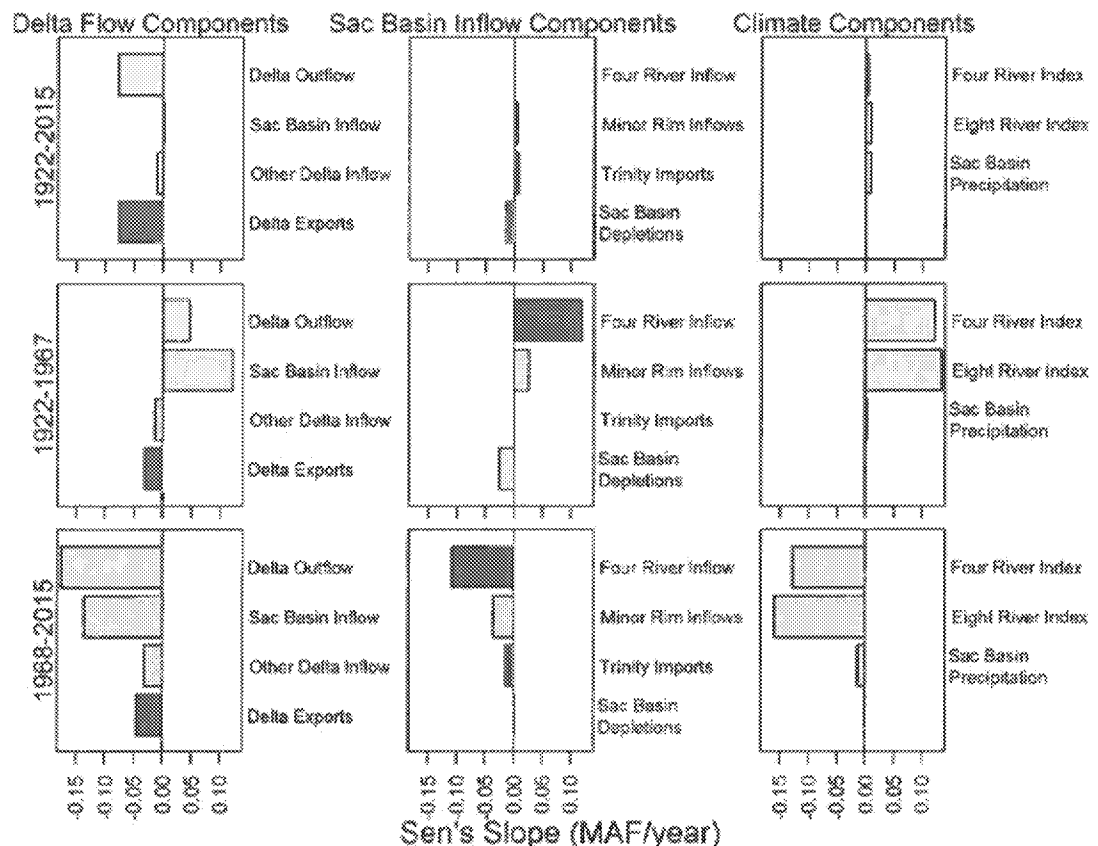 Delta Flow Components
Sac Basin Inflow Components
Climate Components
1922-2015
Delta Outflow
Sac Basin Inflow
Other Delta Inflow
Delta Exports
Four River Inflow
Minor Rim Inflows
Trinity Imports
Sac Basin
Depletions
Four River Index
Eight River Index
Sac Basin
Precipitation
1922-1967
Delta Outflow
Sac Basin Inflow
Other Delta Inflow
Delta Exports
Four River Inflow
Minor Rim Inflows
Trinity Imports
Sac Basin
Depletions
Four River Index
Eight River Index
Sac Basin
Precipitation
1968-2015
Delta Outflow
Sac Basin Inflow
Other Delta Inflow
Delta Exports
Four River Inflow
Minor Rim Inflows
Trinity Imports
Sac Basin
Depletions
Four River Index
Eight River Index
Sac Basin
Precipitation
-0.15 -0.10 -0.05 0.00 0.05 0.10
-0.15 -0.10 -0.05 0.00 0.05 0.10
-0.15 -0.10 -0.05 0.00 0.05 0.10
Sen's Slope (MAF/year)